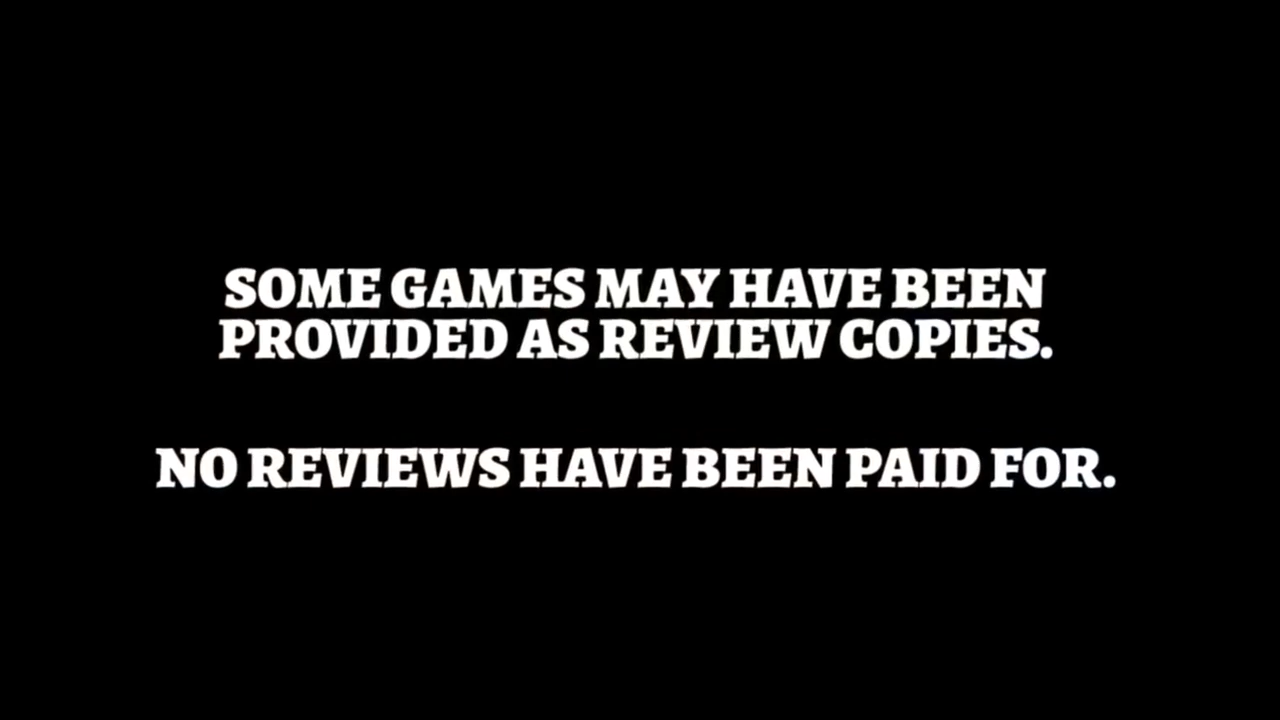 SOME GAMES MAY HAVE BEEN
PROVIDED AS REVIEW COPIES.
NO REVIEWS HAVE BEEN PAID FOR.